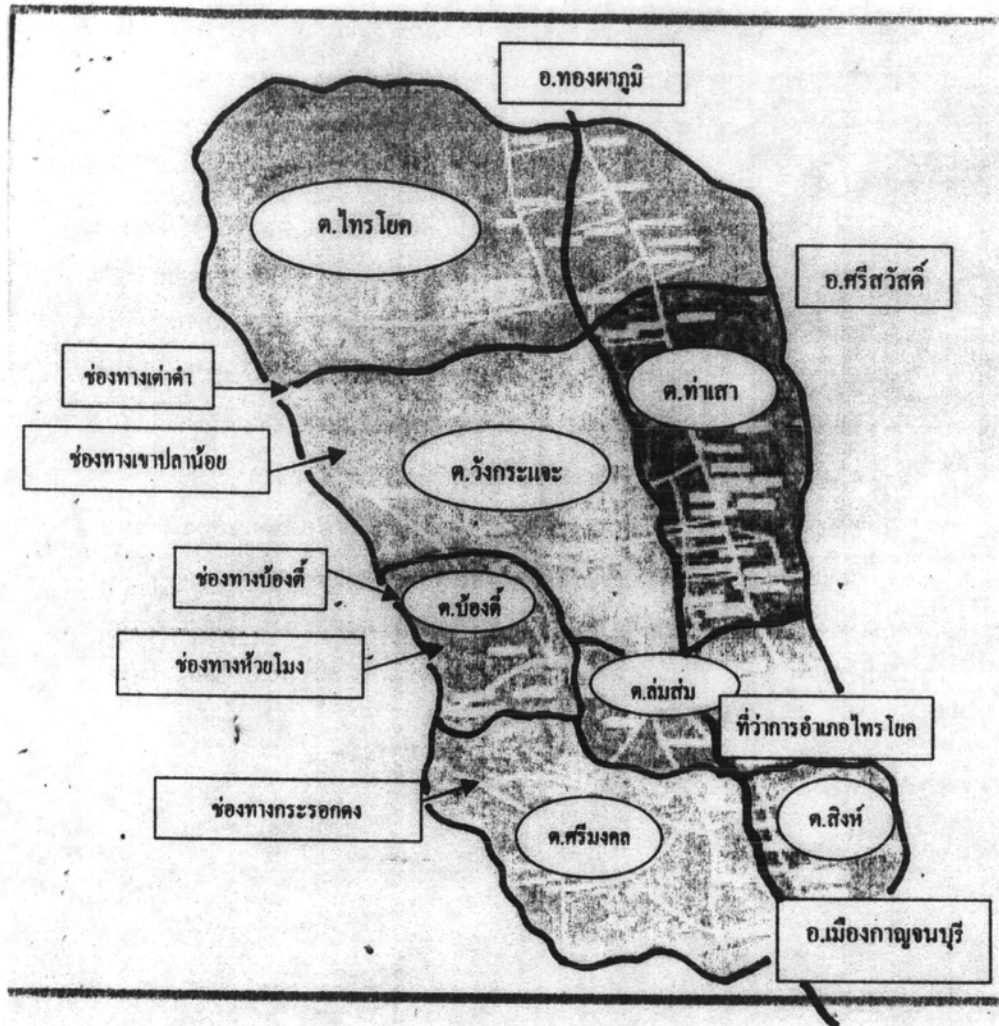 อ.ทองผาภูมิ
ต.ไทรโยค
อ.ศรีสวัสดิ์
ช่องทางเต่าดำ
ต.ท่าเสา
ช่องทางเขาปลาน้อย
ต.วังกระแจะ
ช่องทางบ้องตี้
ต.บ้องตี้
ช่องทางห้วยโมง
ต.ลุ่มสุ่ม
ที่ว่าการอำเภอไทรโยค
ช่องทางกระรอกดง
ต.สิงห์
ต.ศรีมงคล
อ.เมืองกาญจนบุรี